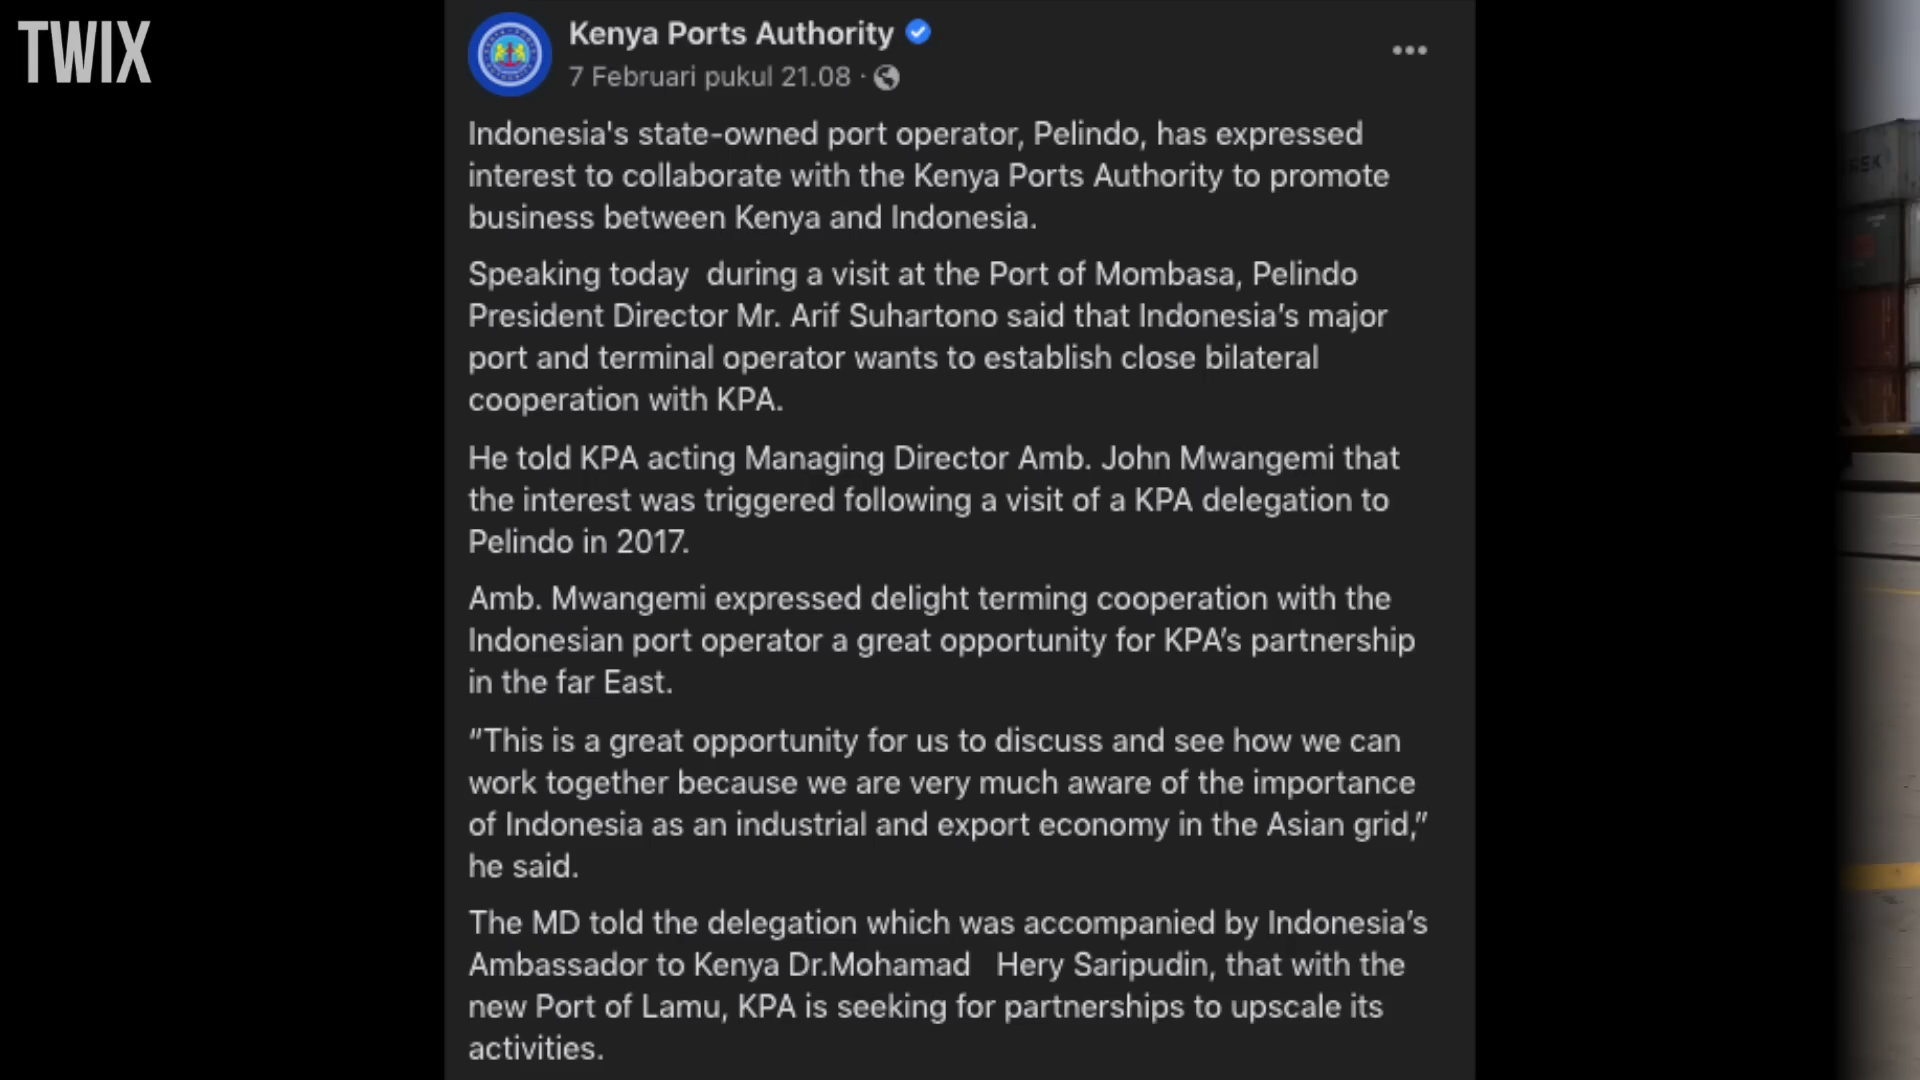 TWIX
Kenya Ports Authority
7 Februari pukul 21.08 ·
Indonesia's state-owned port operator, Pelindo, has expressed
interest to collaborate with the Kenya Ports Authority to promote
business between Kenya and Indonesia.
Speaking today during a visit at the Port of Mombasa, Pelindo
President Director Mr. Arif Suhartono said that Indonesia’s major
port and terminal operator wants to establish close bilateral
cooperation with KPA.
He told KPA acting Managing Director Amb. John Mwangemi that
the interest was triggered following a visit of a KPA delegation to
Pelindo in 2017.
Amb. Mwangemi expressed delight terming cooperation with the
Indonesian port operator a great opportunity for KPA’s partnership
in the far East.
“This is a great opportunity for us to discuss and see how we can
work together because we are very much aware of the importance
of Indonesia as an industrial and export economy in the Asian grid,”
he said.
The MD told the delegation which was accompanied by Indonesia’s
Ambassador to Kenya Dr.Mohamad Hery Saripudin, that with the
new Port of Lamu, KPA is seeking for partnerships to upscale its
activities.